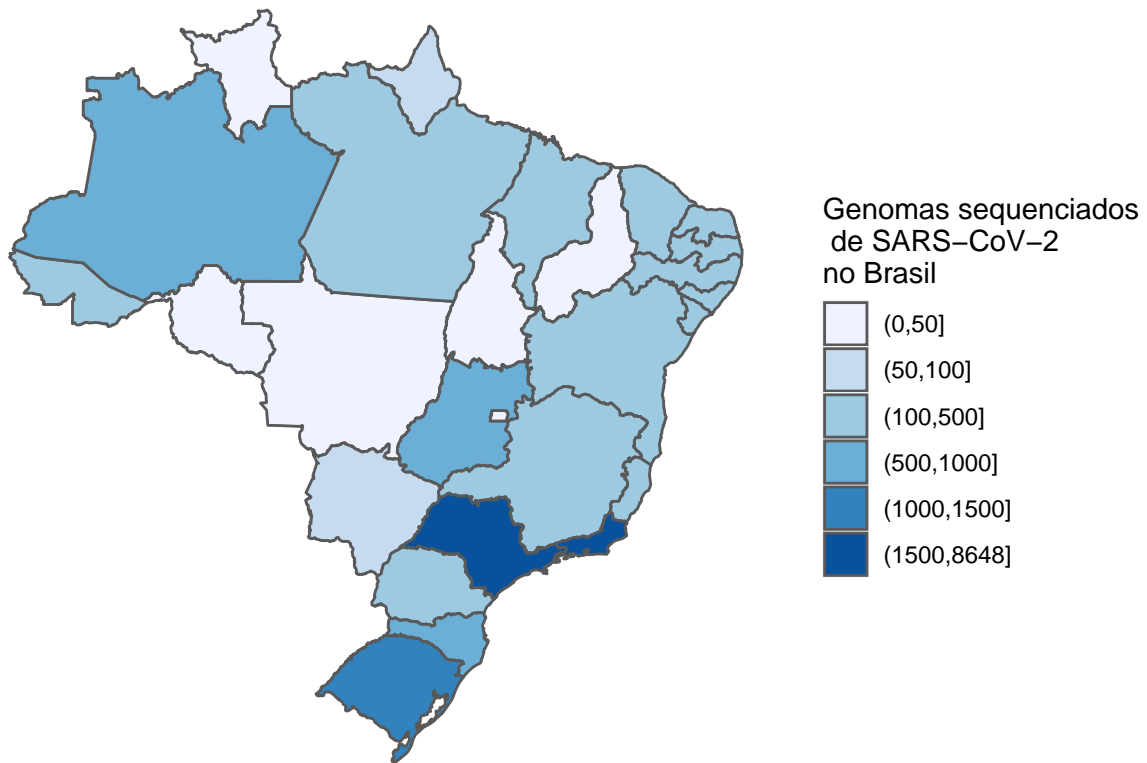 Genomas sequenciados
de SARS−CoV−2
no Brasil
(0,50]
(50,100]
(100,500]
(500,1000]
(1000,1500]
(1500,8648]